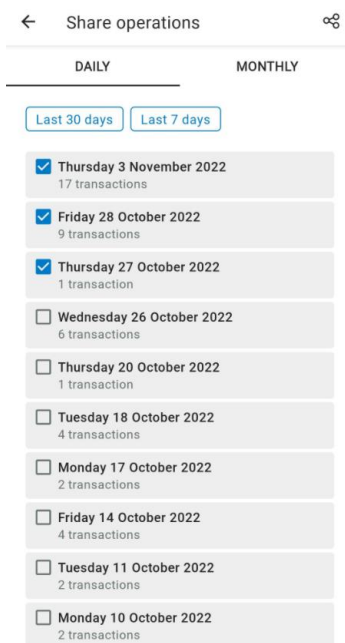 Share operations
DAILY MONTHLY
Last 30 days Last 7 days
Thursday 3 November 2022
17 transactions
Friday 28 October 2022
9 transactions
Thursday 27 October 2022
1 transaction
Wednesday 26 October 2022
6 transactions
Thursday 20 October 2022
1 transaction
Tuesday 18 October 2022
4 transactions
Monday 17 October 2022
2 transactions
Friday 14 October 2022
4 transactions
Tuesday 11 October 2022
2 transactions
Monday 10 October 2022
2 transactions